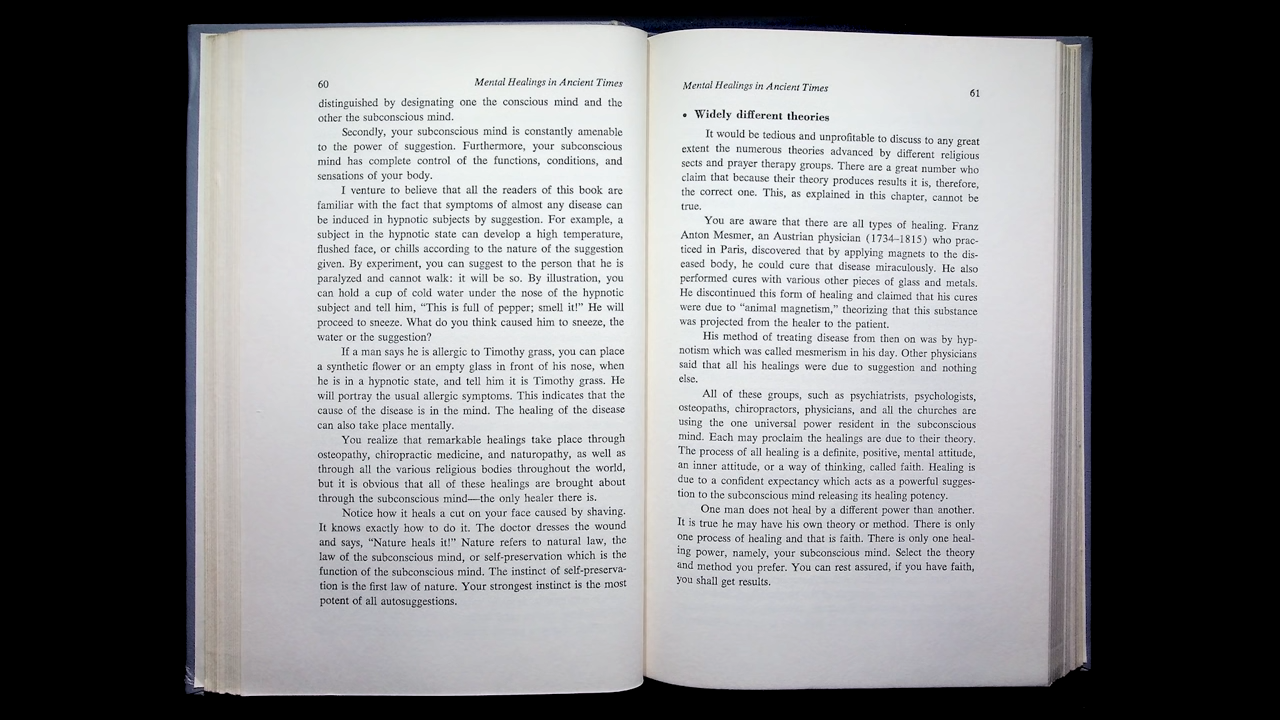 60
Mental Healings in Ancient Times
distinguished by designating one the conscious mind and the
other the subconscious mind.
Secondly, your subconscious mind is constantly amenable
to the power of suggestion. Furthermore, your subconscious
mind has complete control of the functions, conditions, and
sensations of your body.
I venture to believe that all the readers of this book are
familiar with the fact that symptoms of almost any disease can
be induced in hypnotic subjects by suggestion. For example, a
subject in the hypnotic state can develop a high temperature,
flushed face, or chills according to the nature of the suggestion
given. By experiment, you can suggest to the person that he is
paralyzed and cannot walk: it will be so. By illustration, you
can hold a cup of cold water under the nose of the hypnotic
subject and tell him, “This is full of pepper; smell it!” He will
proceed to sneeze. What do you think caused him to sneeze, the
water or the suggestion?
If a man says he is allergic to Timothy grass, you can place
a synthetic flower or an empty glass in front of his nose, when
he is in a hypnotic state, and tell him it is Timothy grass. He
will portray the usual allergic symptoms. This indicates that the
cause of the disease is in the mind. The healing of the disease
can also take place mentally.
You realize that remarkable healings take place through
osteopathy, chiropractic medicine, and naturopathy, as well as
through all the various religious bodies throughout the world,
but it is obvious that all of these healings are brought about
through the subconscious mind—the only healer there is.
Notice how it heals a cut on your face caused by shaving.
It knows exactly how to do it. The doctor dresses the wound
and says, “Nature heals it!” Nature refers to natural law, the
law of the subconscious mind, or self-preservation which is the
function of the subconscious mind. The instinct of self-preserva-
tion is the first law of nature. Your strongest instinct is the most
potent of all autosuggestions.
Mental Healings in Ancient Times
61
• Widely different theories
It would be tedious and unprofitable to discuss to any great
extent the numerous theories advanced by different religious
sects and prayer therapy groups. There are a great number who
claim that because their theory produces results it is, therefore,
the correct one. This, as explained in this chapter, cannot be
true.
You are aware that there are all types of healing. Franz
Anton Mesmer, an Austrian physician (1734–1815) who prac-
ticed in Paris, discovered that by applying magnets to the dis-
eased body, he could cure that disease miraculously. He also
performed cures with various other pieces of glass and metals.
He discontinued this form of healing and claimed that his cures
were due to “animal magnetism,” theorizing that this substance
was projected from the healer to the patient.
His method of treating disease from then on was by hyp-
notism which was called mesmerism in his day. Other physicians
said that all his healings were due to suggestion and nothing
else.
All of these groups, such as psychiatrists, psychologists,
osteopaths, chiropractors, physicians, and all the churches are
using the one universal power resident in the subconscious
mind. Each may proclaim the healings are due to their theory.
The process of all healing is a definite, positive, mental attitude,
an inner attitude, or a way of thinking, called faith. Healing is
due to a confident expectancy which acts as a powerful sugges-
tion to the subconscious mind releasing its healing potency.
One man does not heal by a different power than another.
It is true he may have his own theory or method. There is only
one process of healing and that is faith. There is only one heal-
ing power, namely, your subconscious mind. Select the theory
and method you prefer. You can rest assured, if you have faith,
you shall get results.